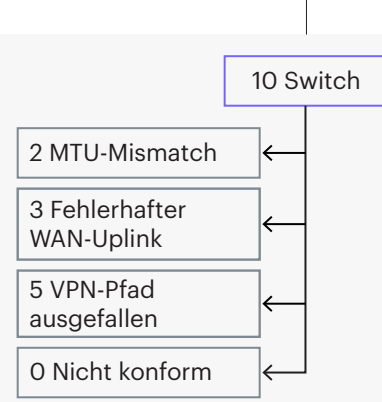 10 Switch
2 MTU-Mismatch
3 Fehlerhafter
WAN-Uplink
5 VPN-Pfad
ausgefallen
0 Nicht konform